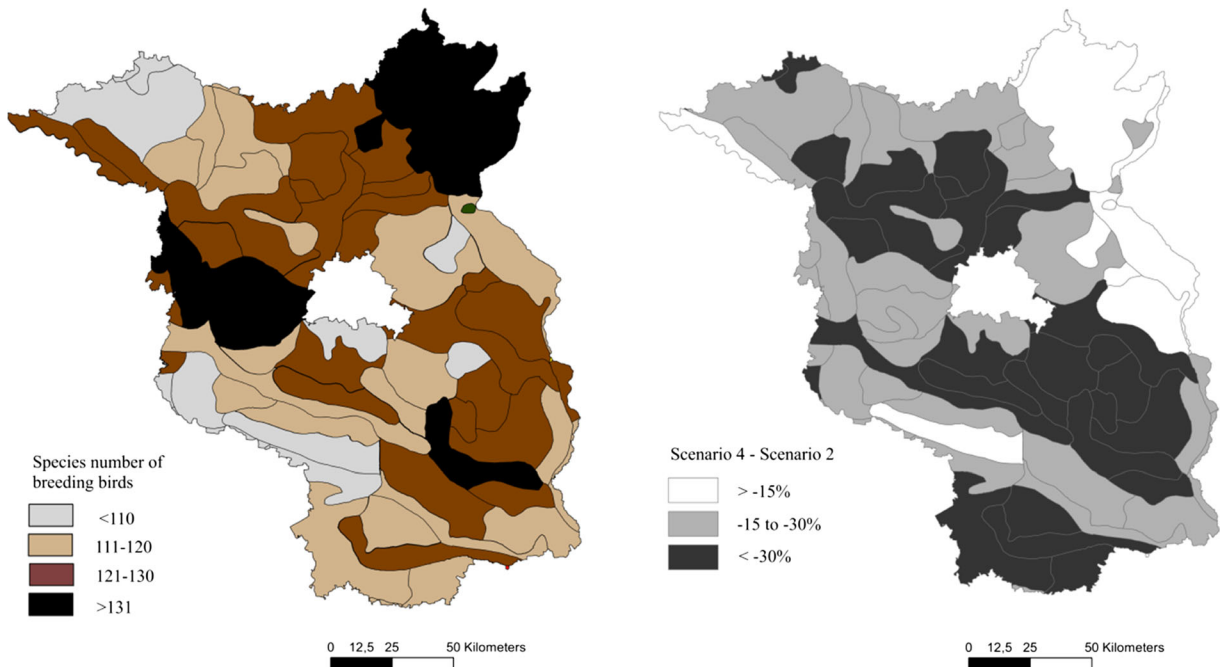 Species number of
breeding birds
<110
111-120
121-130
>131
0 12,5 25 50 Kilometers
Scenario 4 - Scenario 2
> -15%
-15 to -30%
< -30%
0 12,5 25 50 Kilometers